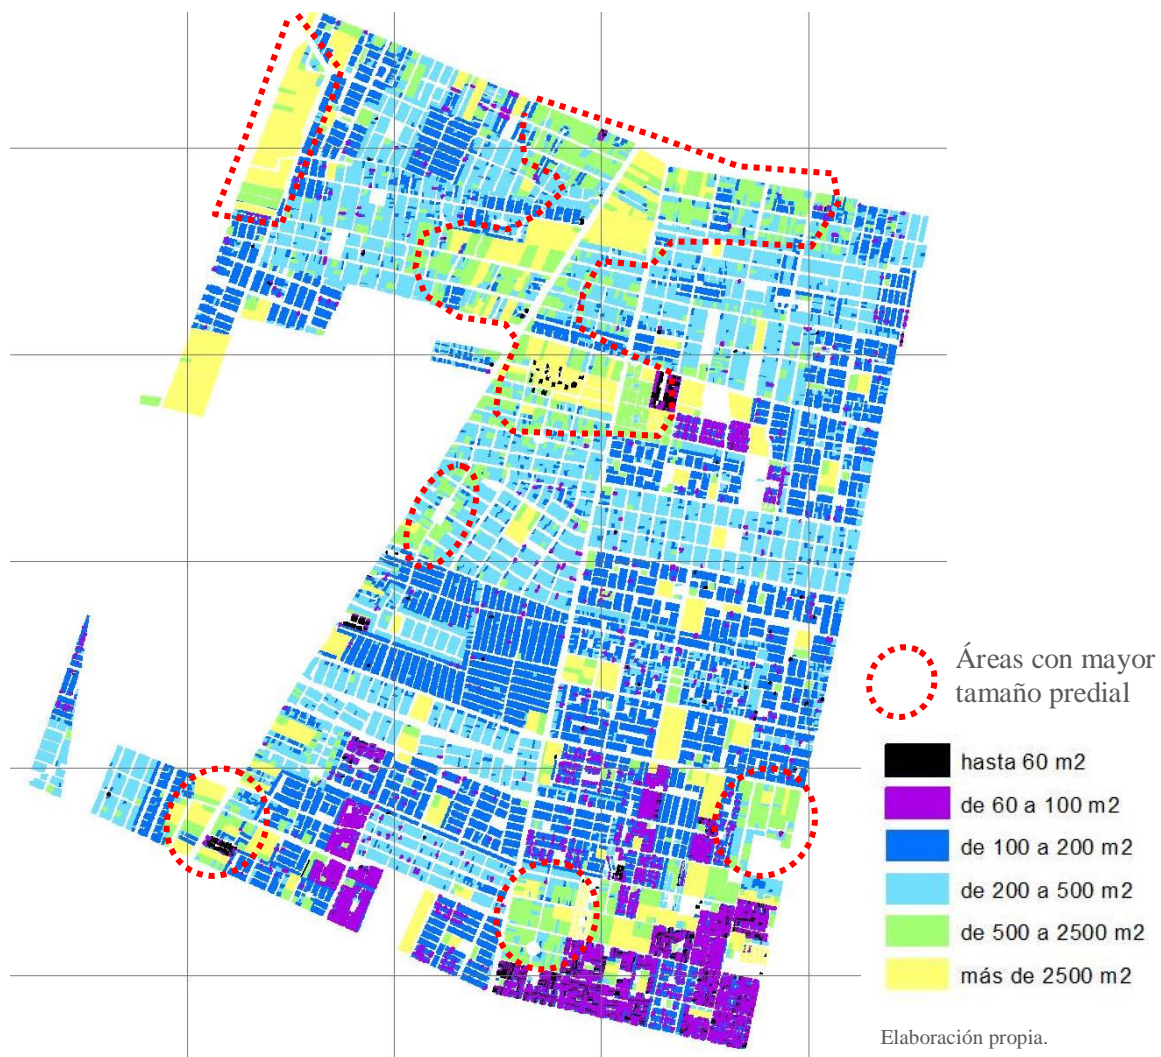 Áreas con mayor
tamaño predial
hasta 60 m2
de 60 a 100 m2
de 100 a 200 m2
de 200 a 500 m2
de 500 a 2500 m2
más de 2500 m2
Elaboración propia.